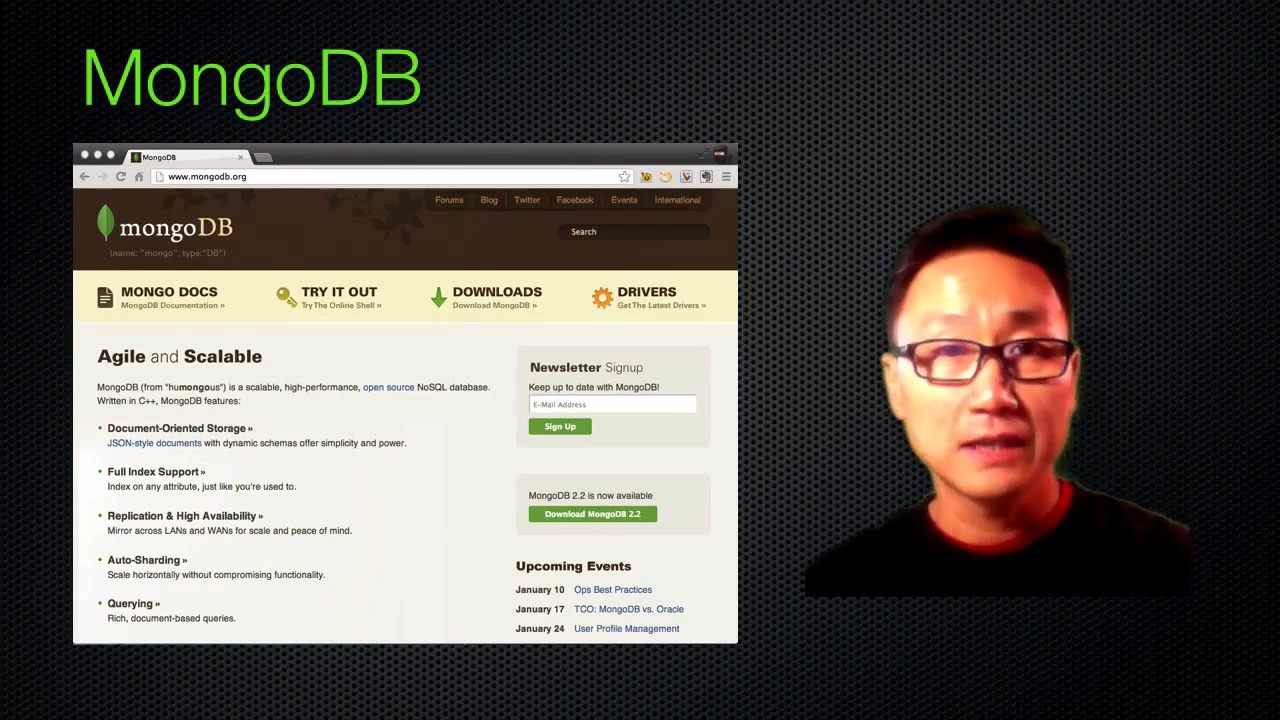 MongoDB
MongoDB
www.mongodb.org
Forums Blog Twitter Facebook Events International
mongoDB
Search
{name: "mongo", type:"DB"}
MONGO DOCS
MongoDB Documentation »
TRY IT OUT
Try The Online Shell »
DOWNLOADS
Download MongoDB »
DRIVERS
Get The Latest Drivers »
Agile and Scalable
MongoDB (from "humongous") is a scalable, high-performance, open source NoSQL database.
Written in C++, MongoDB features:
• Document-Oriented Storage »
JSON-style documents with dynamic schemas offer simplicity and power.
• Full Index Support »
Index on any attribute, just like you're used to.
• Replication & High Availability »
Mirror across LANs and WANs for scale and peace of mind.
• Auto-Sharding »
Scale horizontally without compromising functionality.
• Querying »
Rich, document-based queries.
Newsletter Signup
Keep up to date with MongoDB!
E-Mail Address
Sign Up
MongoDB 2.2 is now available
Download MongoDB 2.2
Upcoming Events
January 10 Ops Best Practices
January 17 TCO: MongoDB vs. Oracle
January 24 User Profile Management